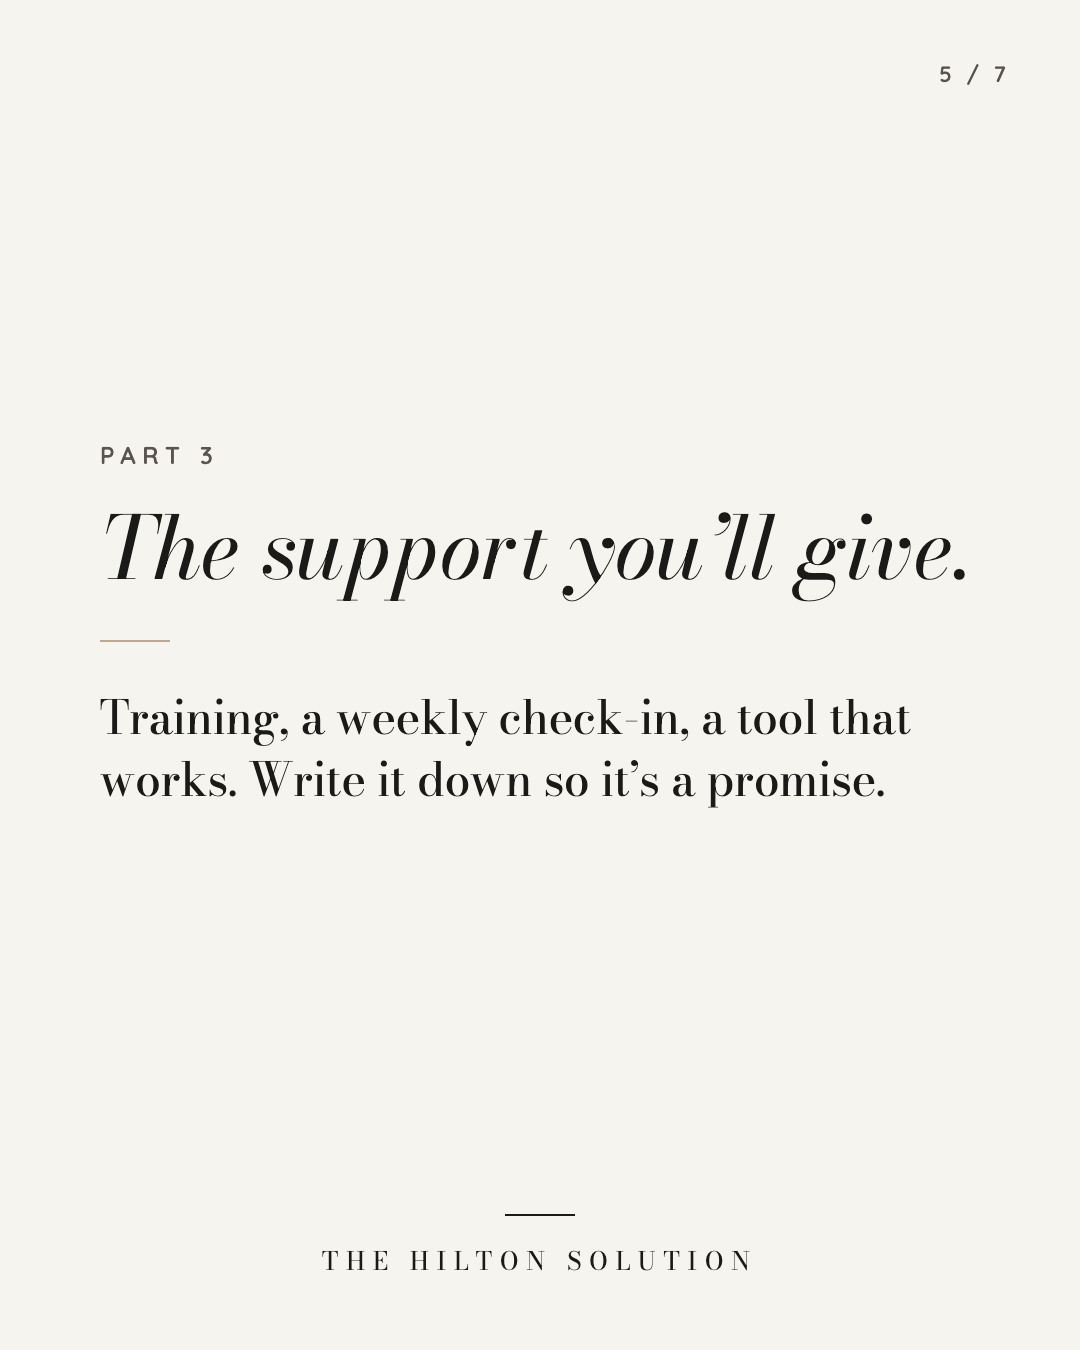 5 / 7
PART 3
The support you’ll give.
Training, a weekly check-in, a tool that
works. Write it down so it’s a promise.
THE HILTON SOLUTION